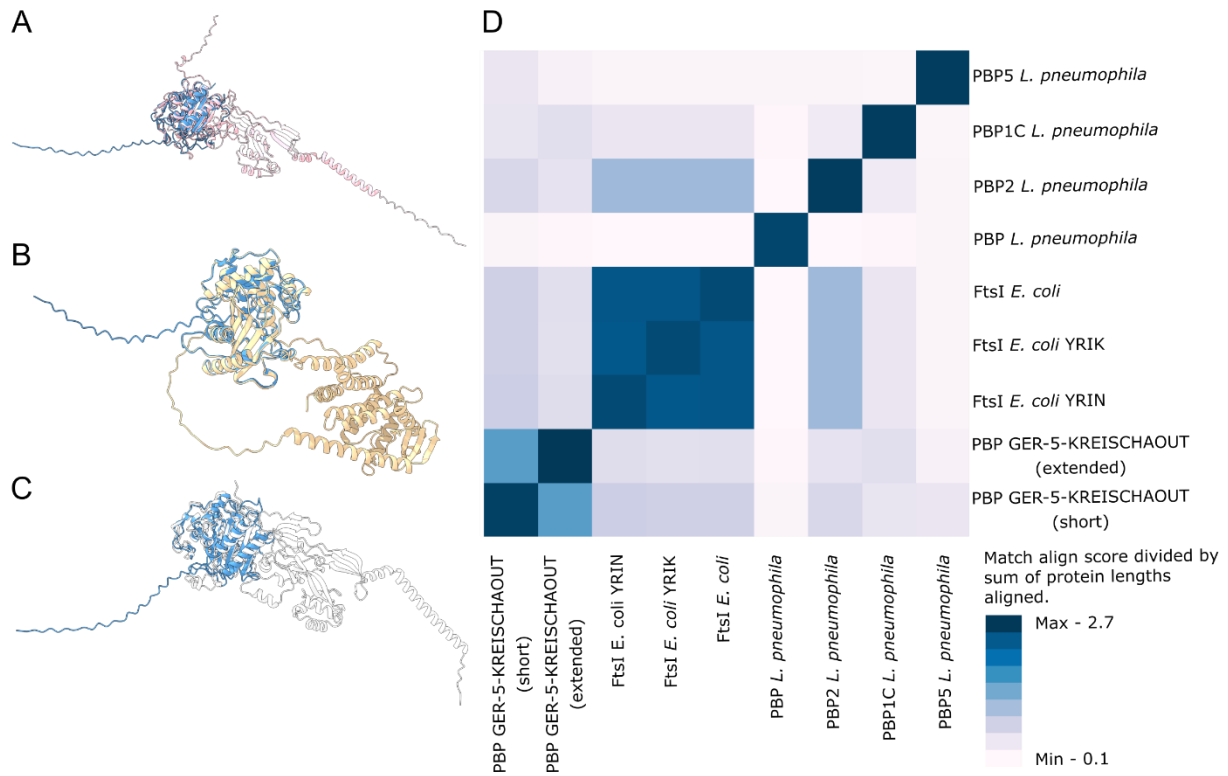 A
B
C
D
PBP5 L. pneumophila
PBP1C L. pneumophila
PBP2 L. pneumophila
PBP L. pneumophila
FtsI E. coli
FtsI E. coli YRIK
FtsI E. coli YRIN
PBP GER-5-KREISCHAOUT
(extended)
PBP GER-5-KREISCHAOUT
(short)
PBP GER-5-KREISCHAOUT
(short)
PBP GER-5-KREISCHAOUT
(extended)
FtsI E. coli YRIN
FtsI E. coli YRIK
FtsI E. coli
PBP L. pneumophila
PBP2 L. pneumophila
PBP1C L. pneumophila
PBP5 L. pneumophila
Match align score divided by
sum of protein lengths
aligned.
Max - 2.7
Min - 0.1